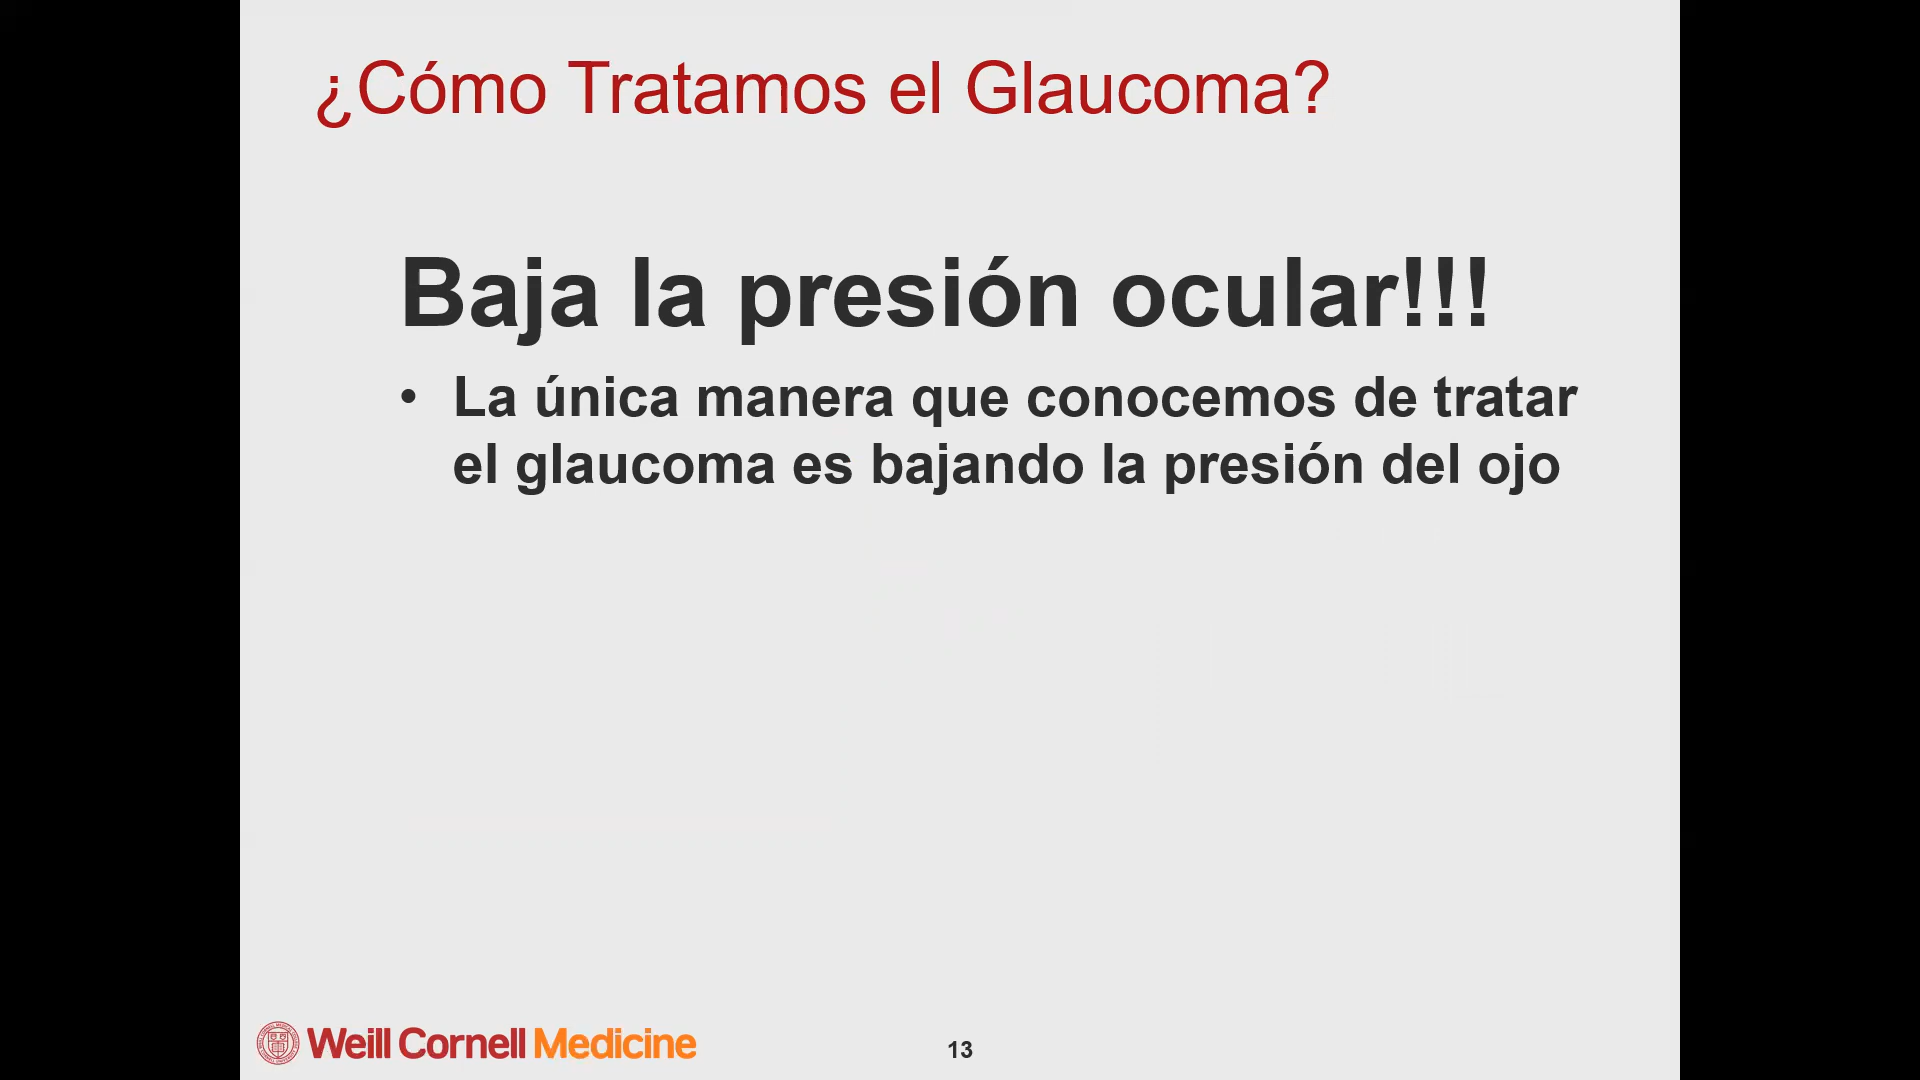 ¿Cómo Tratamos el Glaucoma?
Baja la presión ocular!!!
• La única manera que conocemos de tratar
el glaucoma es bajando la presión del ojo
Weill Cornell Medicine
13